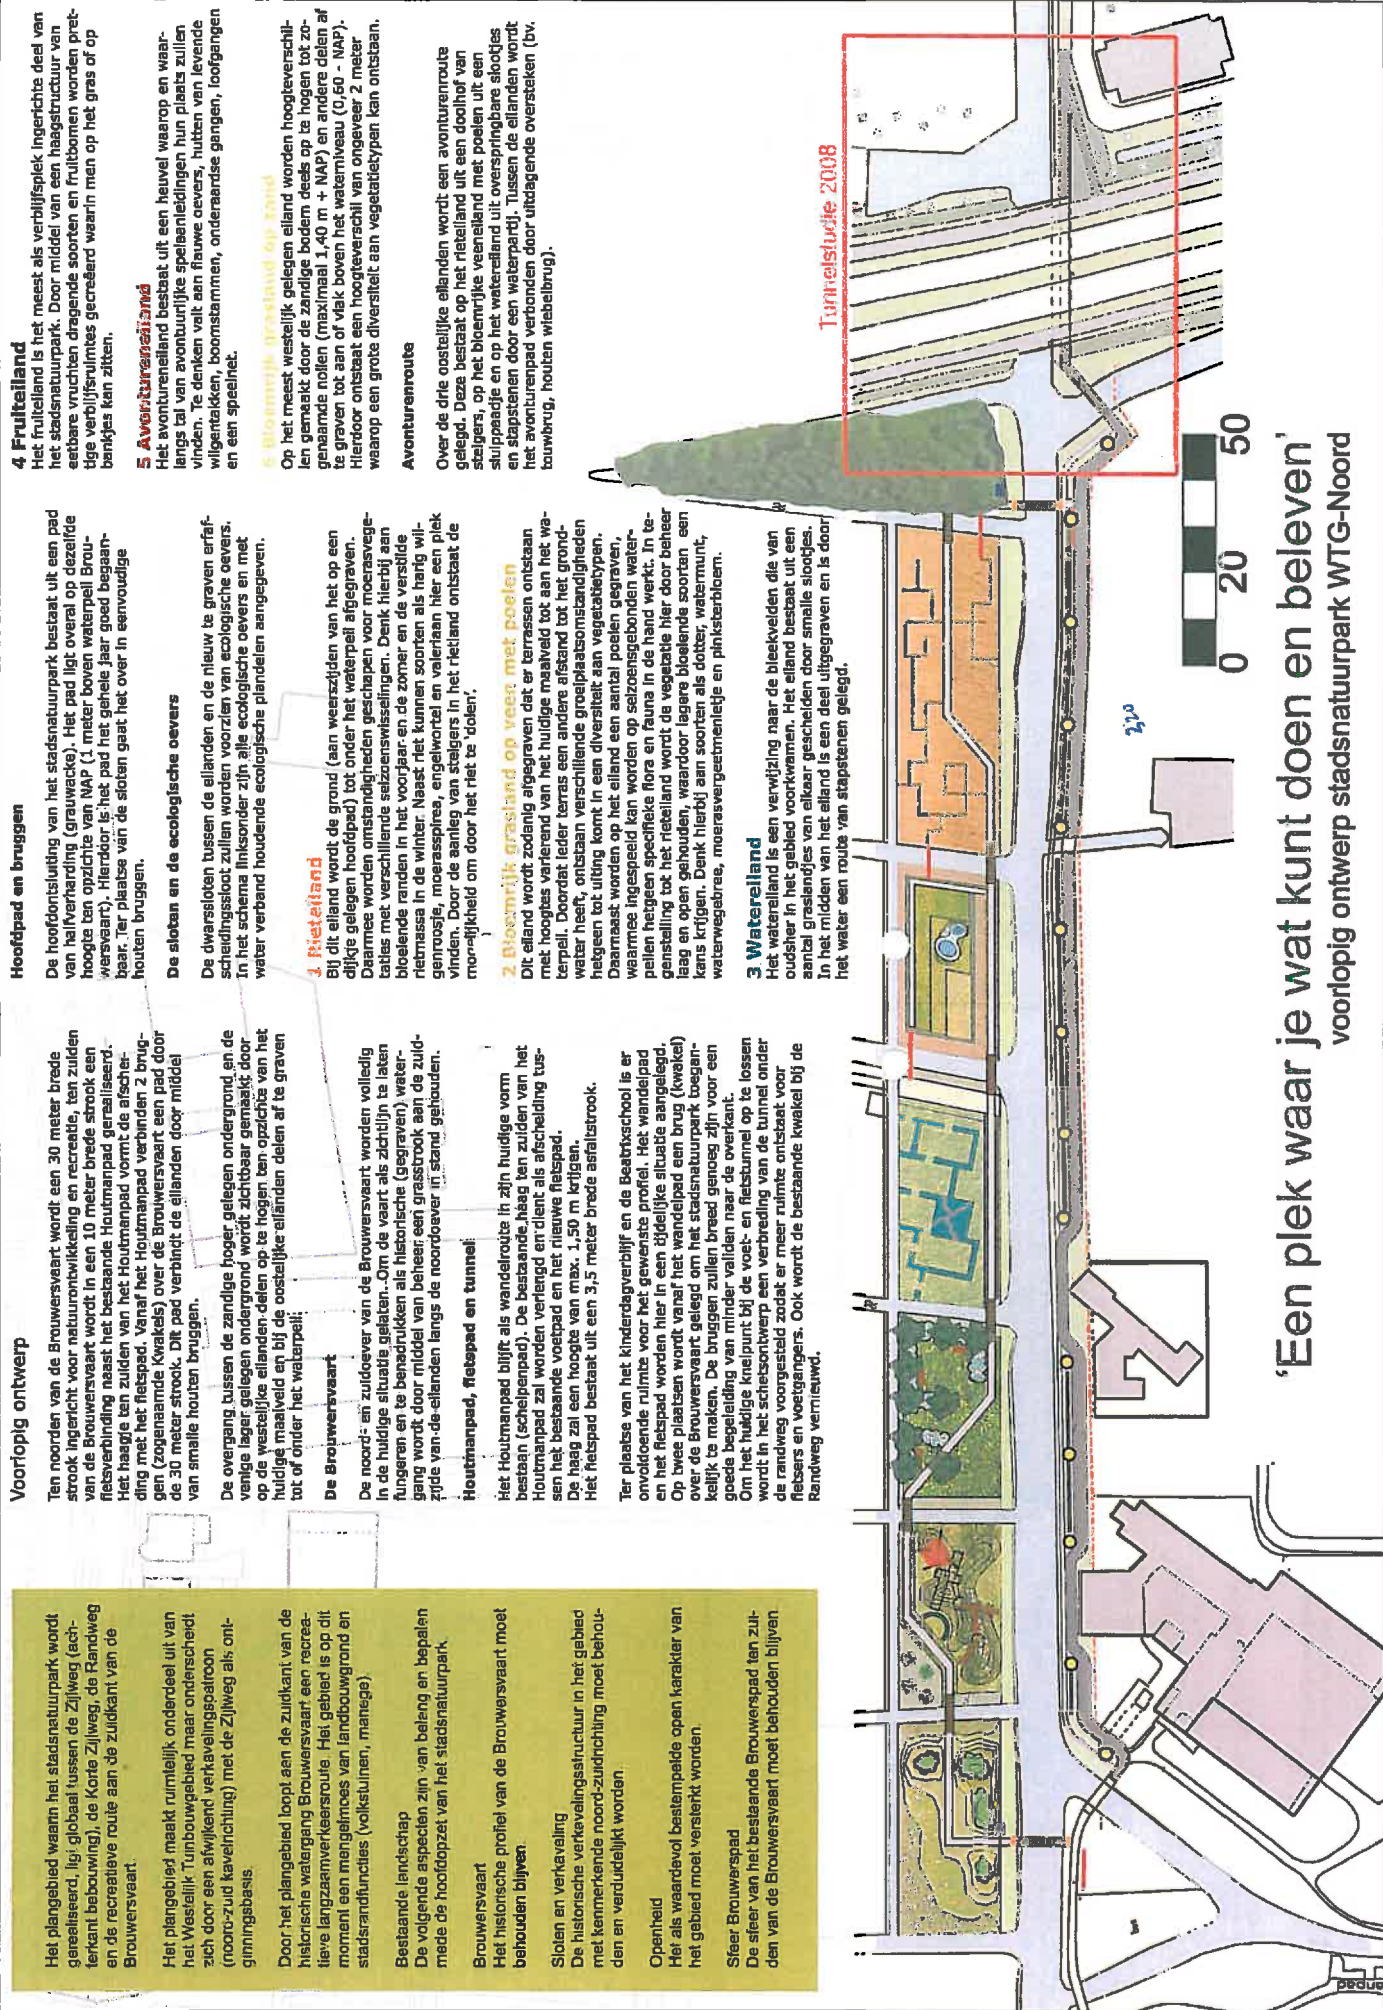 Het plangebied waarin het stadsnatuurpark wordt
gerealiseerd, ligt globaal tussen de Zijlweg (ach-
terkant bebouwing), de Korte Zijlweg, de Randweg
en de recreatieve route aan de zuidkant van de
Brouwersvaart.
Het plangebied maakt ruimtelijk onderdeel uit van
het Westelijk Tuinbouwgebied maar onderscheidt
zich door een afwijkend verkavelingspatroon
(noord-zuid kavelrichting) met de Zijlweg als ont-
ginningsbasis.
Door het plangebied loopt aan de zuidkant van de
historische watergang Brouwersvaart een recrea-
tieve langzaamverkeersroute. Het gebied is op dit
moment een mengelmoes van landbouwgrond en
stadsrandfuncties (volkstuinen, manege).
Bestaande landschap
De volgende aspecten zijn van belang en bepalen
mede de hoofdopzet van het stadsnatuurpark.
Brouwersvaart
Het historische profiel van de Brouwersvaart moet
behouden blijven.
Sloten en verkaveling
De historische verkavelingsstructuur in het gebied
met kenmerkende noord-zuidrichting moet behou-
den en verduidelijkt worden.
Openheid
Het als waardevol bestempelde open karakter van
het gebied moet versterkt worden.
Sfeer Brouwerspad
De sfeer van het bestaande Brouwerspad ten zui-
den van de Brouwersvaart moet behouden blijven
Voorlopig ontwerp
Ten noorden van de Brouwersvaart wordt een 30 meter brede
strook ingericht voor natuurontwikkeling en recreatie, ten zuiden
van de Brouwersvaart wordt in een 10 meter brede strook een
fietsverbinding naast het bestaande Houtmanpad gerealiseerd.
Het haagje ten zuiden van het Houtmanpad vormt de afscher-
ding met het fietspad. Vanaf het Houtmanpad verbinden 2 brug-
gen (zogenaamde Kwakels) over de Brouwersvaart een pad door
de 30 meter strook. Dit pad verbindt de eilanden door middel
van smalle houten bruggen.
De overgang tussen de zandige hoger gelegen ondergrond en de
venige lager gelegen ondergrond wordt zichtbaar gemaakt door
op de westelijke eilanden delen op te hogen ten opzichte van het
huidige maaiveld en bij de oostelijke eilanden delen af te graven
tot of onder het waterpeil.
De Brouwersvaart
De noord- en zuidoever van de Brouwersvaart worden volledig
in de huidige situatie gelaten. Om de vaart als zichtlijn te laten
fungeren en te benadrukken als historische (gegraven) water-
gang wordt door middel van beheer een grasstrook aan de zuid-
zijde van de eilanden langs de noordoever in stand gehouden.
Houtmanpad, fietspad en tunnel
Het Houtmanpad blijft als wandelroute in zijn huidige vorm
bestaan (schelpenpad). De bestaande haag ten zuiden van het
Houtmanpad zal worden verlengd en dient als afscheiding tus-
sen het bestaande voetpad en het nieuwe fietspad.
De haag zal een hoogte van max. 1,50 m krijgen.
Het fietspad bestaat uit een 3,5 meter brede asfaltstrook.
Ter plaatse van het kinderdagverblijf en de Beatrixschool is er
onvoldoende ruimte voor het gewenste profiel. Het wandelpad
en het fietspad worden hier in een tijdelijke situatie aangelegd.
Op twee plaatsen wordt vanaf het wandelpad een brug (kwakel)
over de Brouwersvaart gelegd om het stadsnatuurpark toegan-
kelijk te maken. De bruggen zullen breed genoeg zijn voor een
goede begeleiding van minder validen naar de overkant.
Om het huidige knelpunt bij de voet- en fietstunnel op te lossen
wordt in het schetsontwerp een verbreding van de tunnel onder
de randweg voorgesteld zodat er meer ruimte ontstaat voor
fietsers en voetgangers. Ook wordt de bestaande kwakel bij de
Randweg vernieuwd.
Hoofdpad en bruggen
De hoofdontsluiting van het stadsnatuurpark bestaat uit een pad
van halfverharding (grauwacke). Het pad ligt overal op dezelfde
hoogte ten opzichte van NAP (1 meter boven waterpeil Brou-
wersvaart). Hierdoor is het pad het gehele jaar goed begaan-
baar. Ter plaatse van de sloten gaat het over in eenvoudige
houten bruggen.
De sloten en de ecologische oevers
De dwarssloten tussen de eilanden en de nieuw te graven erfaf-
scheidingssloot zullen worden voorzien van ecologische oevers.
In het schema linksonder zijn alle ecologische oevers en met
water verband houdende ecologische plandelen aangegeven.
1 Rieteiland
Bij dit eiland wordt de grond (aan weerszijden van het op een
dijkje gelegen hoofdpad) tot onder het waterpeil afgegraven.
Daarmee worden omstandigheden geschapen voor moerasvege-
taties met verschillende seizoenswisselingen. Denk hierbij aan
bloeiende randen in het voorjaar en de zomer en de verstilde
rietmassa in de winter. Naast riet kunnen soorten als harig wil-
genroosje, moerasspirea, engelwortel en valeriaan hier een plek
vinden. Door de aanleg van steigers in het rietland ontstaat de
mogelijkheid om door het riet te 'dolen'.
2 Bloemrijk grasland op veen met poelen
Dit eiland wordt zodanig afgegraven dat er terrassen ontstaan
met hoogtes variërend van het huidige maaiveld tot aan het wa-
terpeil. Doordat ieder terras een andere afstand tot het grond-
water heeft, ontstaan verschillende groeiplaatsomstandigheden
hetgeen tot uiting komt in een diversiteit aan vegetatietypen.
Daarnaast worden op het eiland een aantal poelen gegraven,
waarmee ingespeeld kan worden op seizoensgebonden water-
peilen hetgeen specifieke flora en fauna in de hand werkt. In te-
genstelling tot het rieteiland wordt de vegetatie hier door beheer
laag en open gehouden, waardoor lagere bloeiende soorten een
kans krijgen. Denk hierbij aan soorten als dotter, watermunt,
waterweegbree, moerasvergeetmenietje en pinksterbloem.
3 Watereiland
Het watereiland is een verwijzing naar de bleekvelden die van
oudsher in het gebied voorkwamen. Het eiland bestaat uit een
aantal graslandjes van elkaar gescheiden door smalle slootjes.
In het midden van het eiland is een deel uitgegraven en is door
het water een route van stapstenen gelegd.
4 Fruiteiland
Het fruiteiland is het meest als verblijfsplek ingerichte deel van
het stadsnatuurpark. Door middel van een haagstructuur van
eetbare vruchten dragende soorten en fruitbomen worden pret-
tige verblijfsruimtes gecreëerd waarin men op het gras of op
bankjes kan zitten.
5 Avontureneiland
Het avontureneiland bestaat uit een heuvel waarop en waar-
langs tal van avontuurlijke speelaanleidingen hun plaats zullen
vinden. Te denken valt aan flauwe oevers, hutten van levende
wilgentakken, boomstammen, onderaardse gangen, loofgangen
en een speelnet.
6 Bloemrijk grasland op zand
Op het meest westelijk gelegen eiland worden hoogteverschil-
len gemaakt door de zandige bodem deels op te hogen tot zo-
genaamde nollen (maximaal 1,40 m + NAP) en andere delen af
te graven tot aan of vlak boven het waterniveau (0,60 - NAP).
Hierdoor ontstaat een hoogteverschil van ongeveer 2 meter
waarop een grote diversiteit aan vegetatietypen kan ontstaan.
Avonturenroute
Over de drie oostelijke eilanden wordt een avonturenroute
gelegd. Deze bestaat op het rieteiland uit een doolhof van
steigers, op het bloemrijke veeneiland met poelen uit een
sluippaadje en op het watereiland uit overspringbare slootjes
en stapstenen door een waterpartij. Tussen de eilanden wordt
het avonturenpad verbonden door uitdagende oversteken (bv.
touwbrug, houten wiebelbrug).
Tunnelstudie 2008
2,20
0 20 50
'Een plek waar je wat kunt doen en beleven'
voorlopig ontwerp stadsnatuurpark WTG-Noord